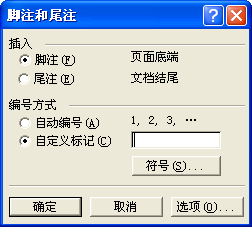 脚注和尾注
插入
脚注(F) 页面底端
尾注(E) 文档结尾
编号方式
自动编号(A) 1, 2, 3, …
自定义标记(C)
符号(S)...
确定 取消 选项(O)...